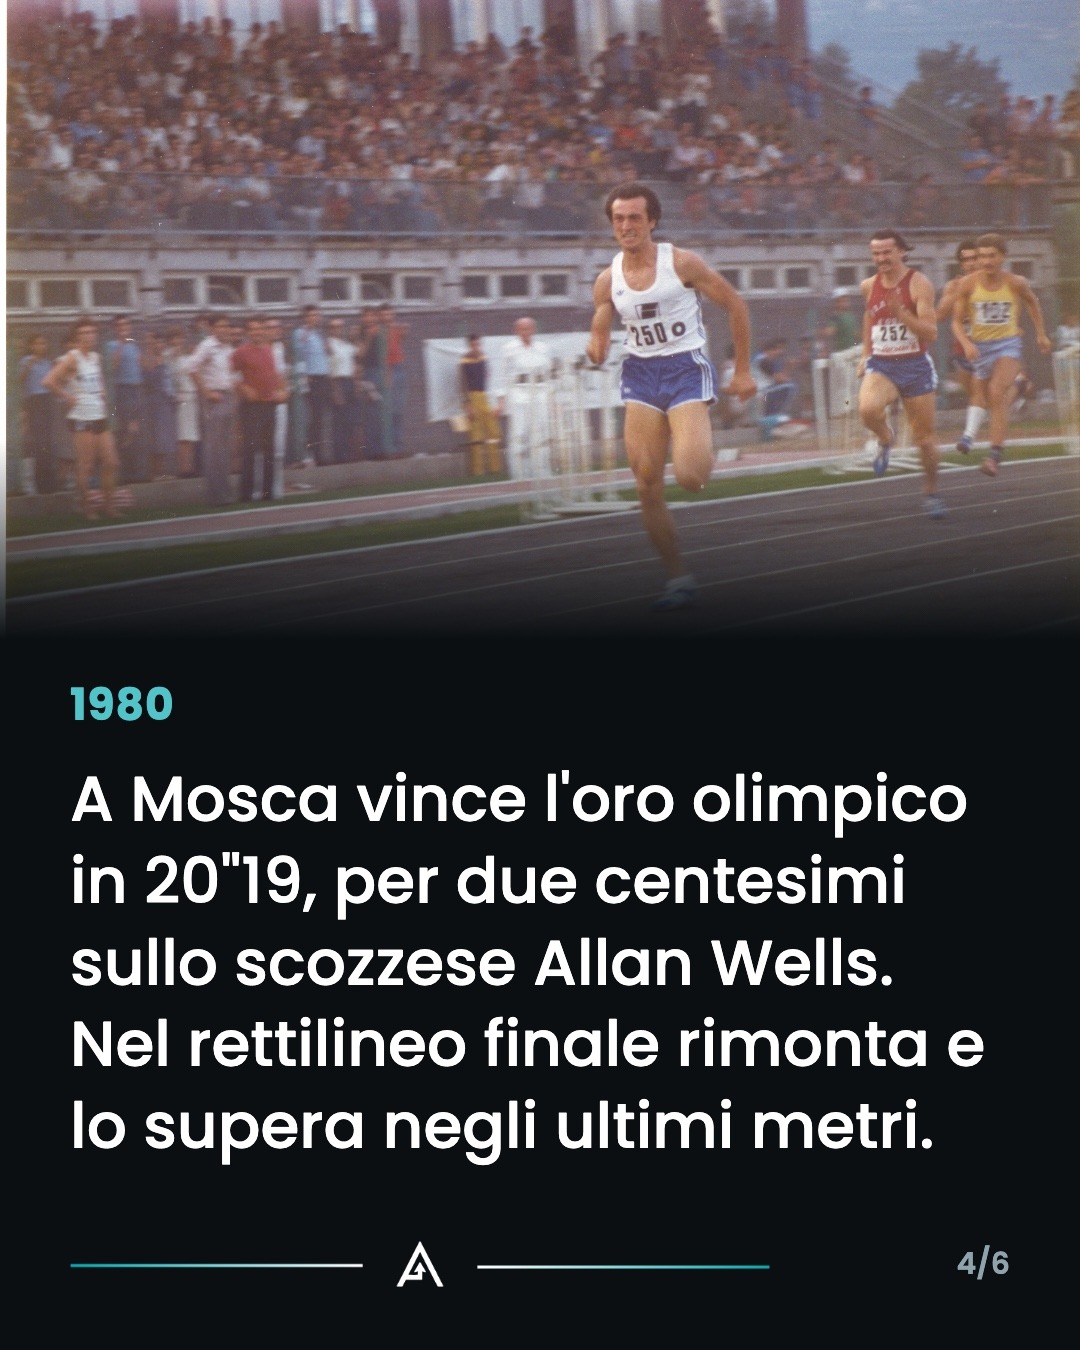 250
252
192
1980
A Mosca vince l'oro olimpico
in 20"19, per due centesimi
sullo scozzese Allan Wells.
Nel rettilineo finale rimonta e
lo supera negli ultimi metri.
4/6